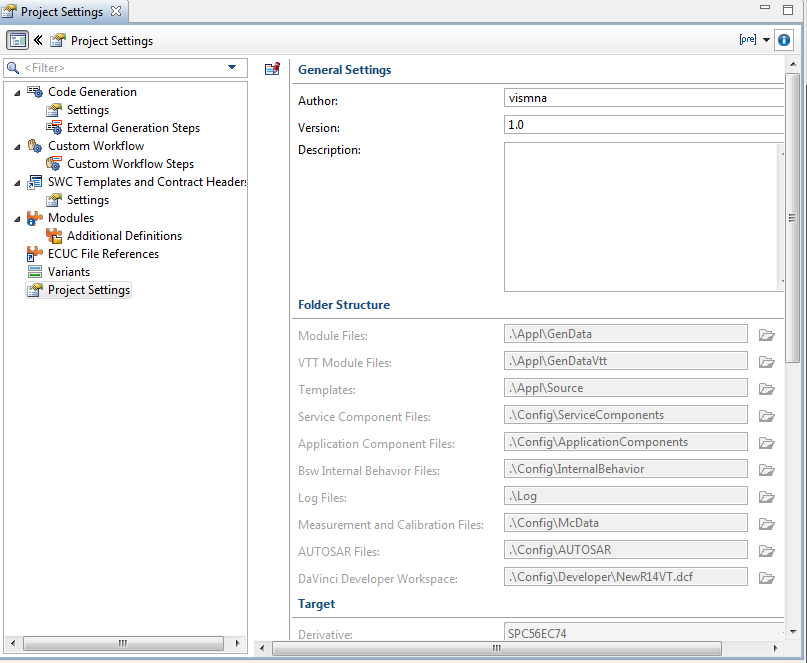 Project Settings
Project Settings
[pre]
<Filter>
Code Generation
Settings
External Generation Steps
Custom Workflow
Custom Workflow Steps
SWC Templates and Contract Headers
Settings
Modules
Additional Definitions
ECUC File References
Variants
Project Settings
General Settings
Author: vismna
Version: 1.0
Description:
Folder Structure
Module Files: .\Appl\GenData
VTT Module Files: .\Appl\GenDataVtt
Templates: .\Appl\Source
Service Component Files: .\Config\ServiceComponents
Application Component Files: .\Config\ApplicationComponents
Bsw Internal Behavior Files: .\Config\InternalBehavior
Log Files: .\Log
Measurement and Calibration Files: .\Config\McData
AUTOSAR Files: .\Config\AUTOSAR
DaVinci Developer Workspace: .\Config\Developer\NewR14VT.dcf
Target
Derivative: SPC56EC74